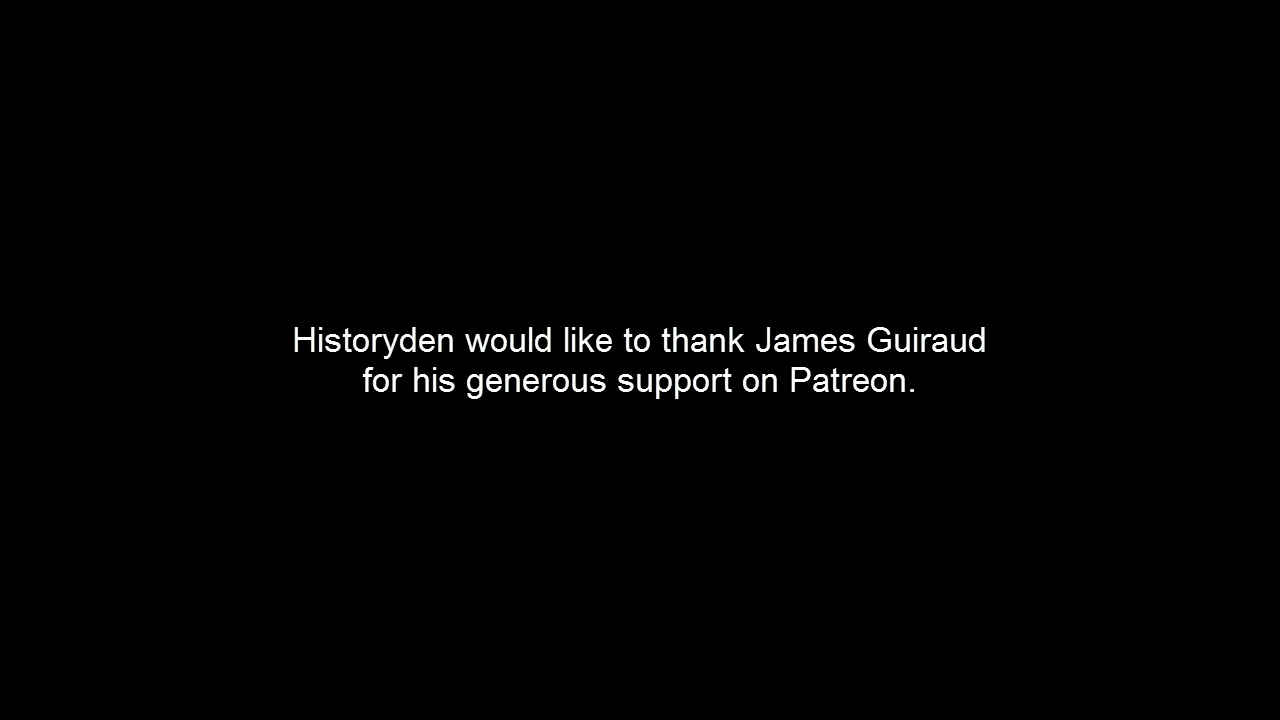 Historyden would like to thank James Guiraud
for his generous support on Patreon.